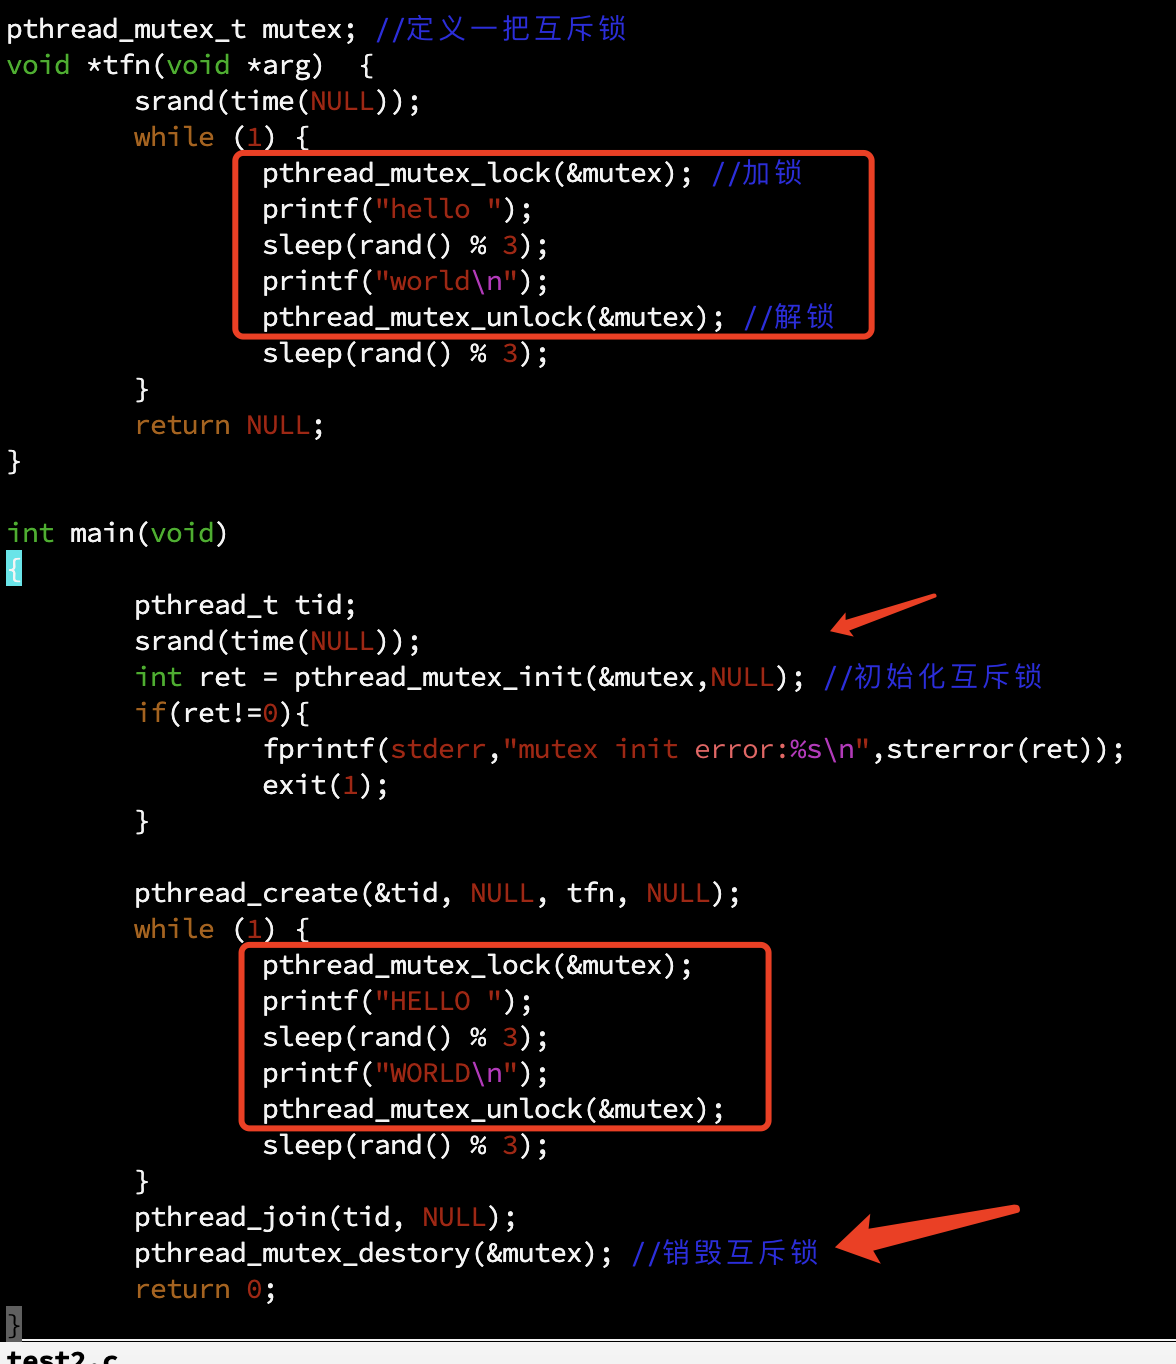 pthread_mutex_t mutex; //定义一把互斥锁
void *tfn(void *arg)  {
        srand(time(NULL));
        while (1) {
                pthread_mutex_lock(&mutex); //加锁
                printf("hello ");
                sleep(rand() % 3);
                printf("world\n");
                pthread_mutex_unlock(&mutex); //解锁
                sleep(rand() % 3);
        }
        return NULL;
}
int main(void)
{
        pthread_t tid;
        srand(time(NULL));
        int ret = pthread_mutex_init(&mutex,NULL); //初始化互斥锁
        if(ret!=0){
                fprintf(stderr,"mutex init error:%s\n",strerror(ret));
                exit(1);
        }
        pthread_create(&tid, NULL, tfn, NULL);
        while (1) {
                pthread_mutex_lock(&mutex);
                printf("HELLO ");
                sleep(rand() % 3);
                printf("WORLD\n");
                pthread_mutex_unlock(&mutex);
                sleep(rand() % 3);
        }
        pthread_join(tid, NULL);
        pthread_mutex_destory(&mutex); //销毁互斥锁
        return 0;
}
test2.c